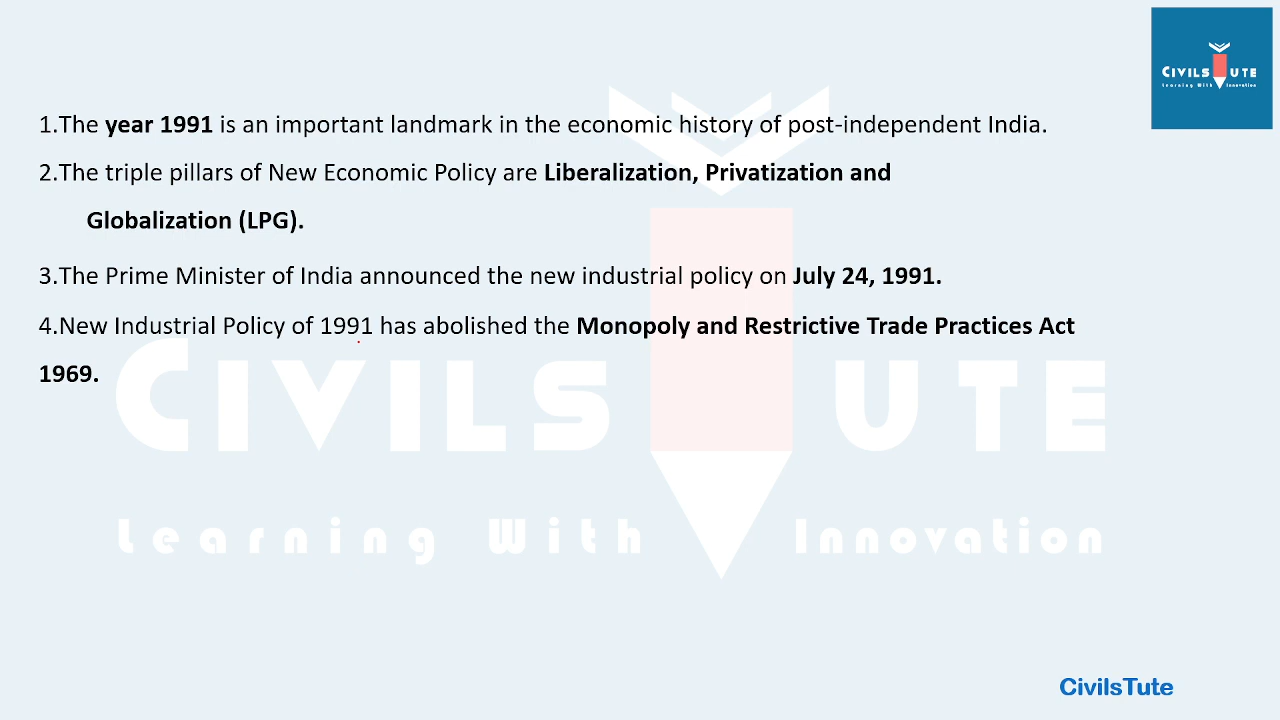 CIVILS UTE
Learning With Innovation
1.The year 1991 is an important landmark in the economic history of post-independent India.
2.The triple pillars of New Economic Policy are Liberalization, Privatization and
Globalization (LPG).
3.The Prime Minister of India announced the new industrial policy on July 24, 1991.
4.New Industrial Policy of 1991 has abolished the Monopoly and Restrictive Trade Practices Act
1969.
CIVILS UTE
Learning With Innovation
CivilsTute